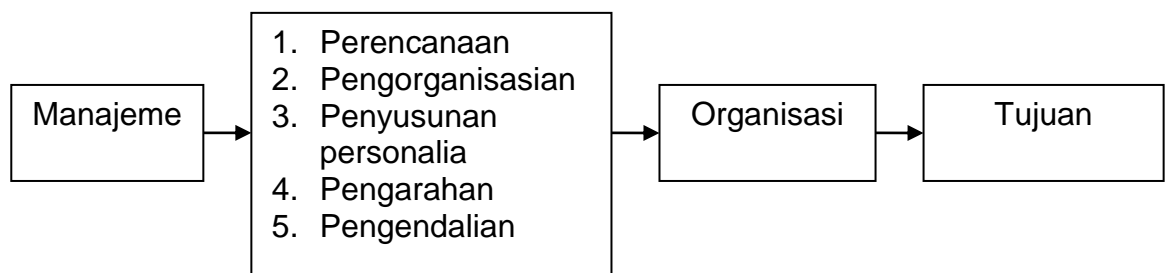 Manajeme
1. Perencanaan
2. Pengorganisasian
3. Penyusunan
personalia
4. Pengarahan
5. Pengendalian
Organisasi
Tujuan